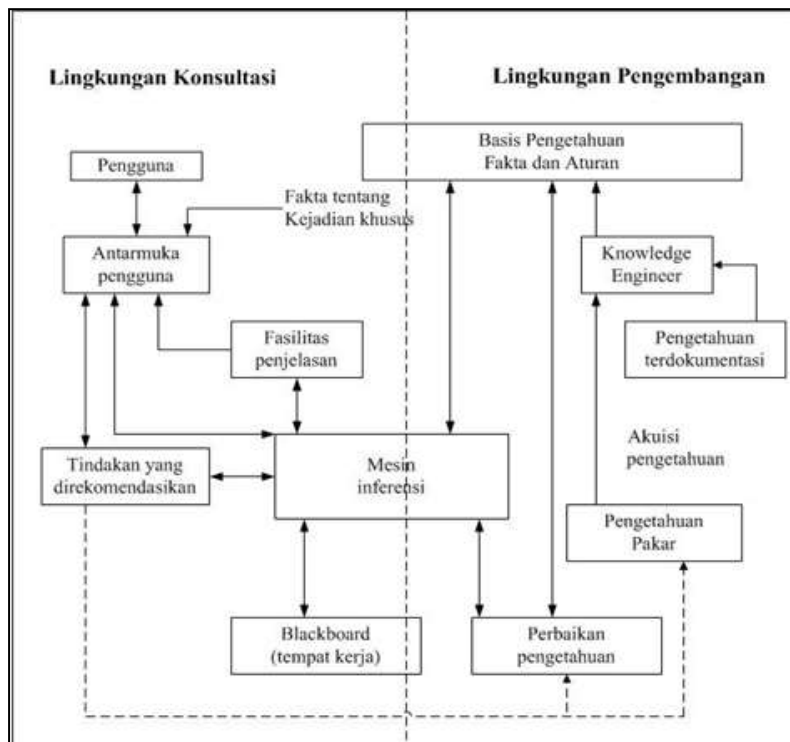 Lingkungan Konsultasi
Lingkungan Pengembangan
Basis Pengetahuan
Fakta dan Aturan
Pengguna
Fakta tentang
Kejadian khusus
Antarmuka
pengguna
Knowledge
Engineer
Fasilitas
penjelasan
Pengetahuan
terdokumentasi
Akuisi
pengetahuan
Tindakan yang
direkomendasikan
Mesin
inferensi
Pengetahuan
Pakar
Blackboard
(tempat kerja)
Perbaikan
pengetahuan